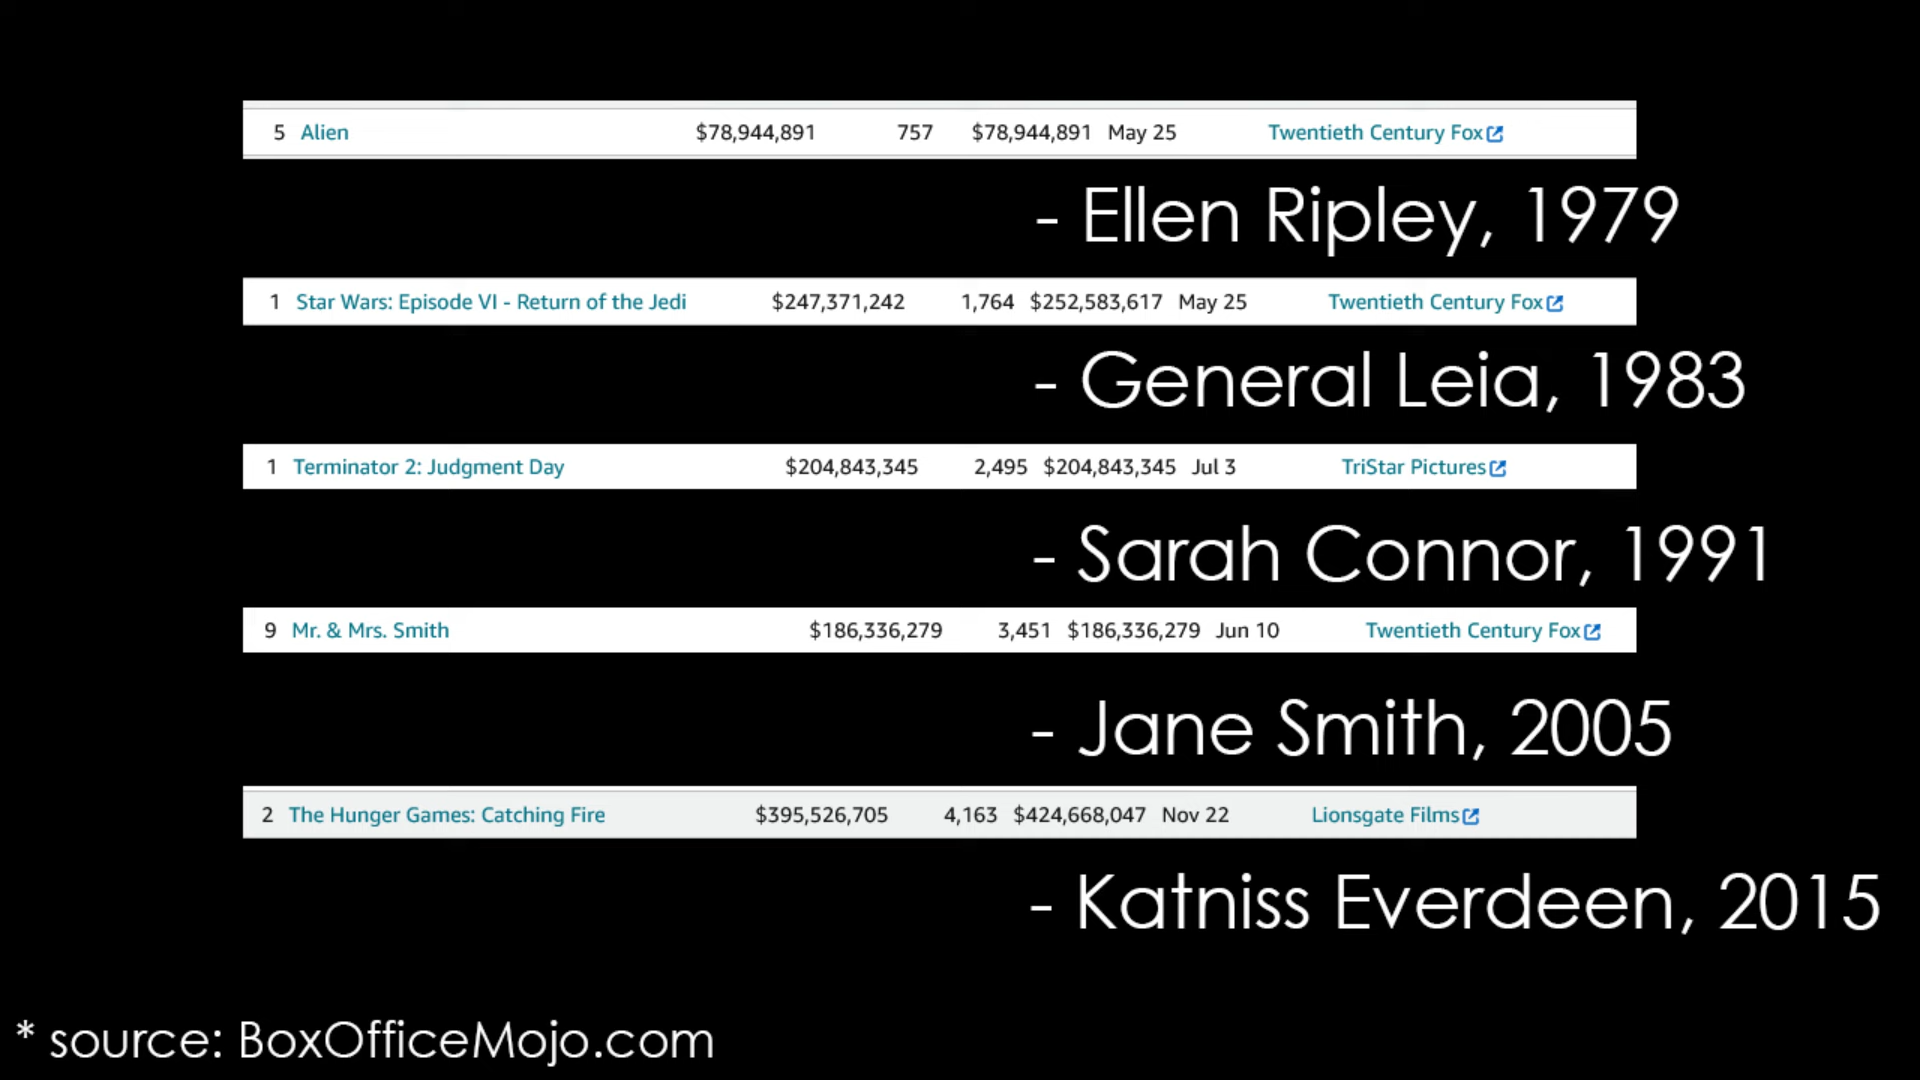 5 Alien $78,944,891 757 $78,944,891 May 25 Twentieth Century Fox
- Ellen Ripley, 1979
1 Star Wars: Episode VI - Return of the Jedi $247,371,242 1,764 $252,583,617 May 25 Twentieth Century Fox
- General Leia, 1983
1 Terminator 2: Judgment Day $204,843,345 2,495 $204,843,345 Jul 3 TriStar Pictures
- Sarah Connor, 1991
9 Mr. & Mrs. Smith $186,336,279 3,451 $186,336,279 Jun 10 Twentieth Century Fox
- Jane Smith, 2005
2 The Hunger Games: Catching Fire $395,526,705 4,163 $424,668,047 Nov 22 Lionsgate Films
- Katniss Everdeen, 2015
* source: BoxOfficeMojo.com